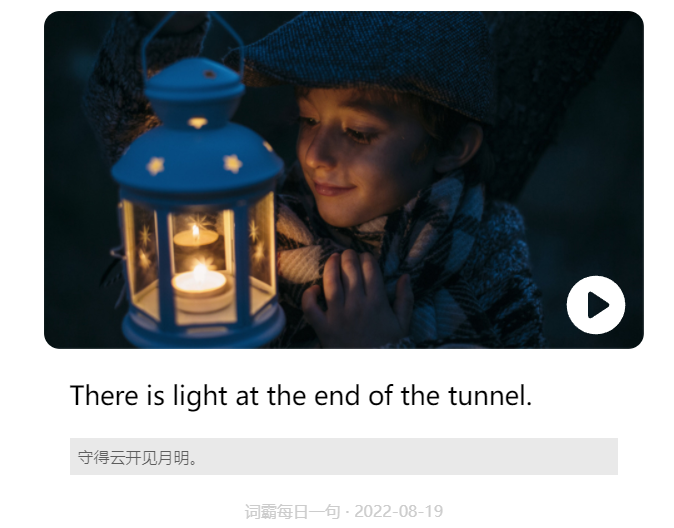 There is light at the end of the tunnel.
守得云开见月明。
词霸每日一句 · 2022-08-19